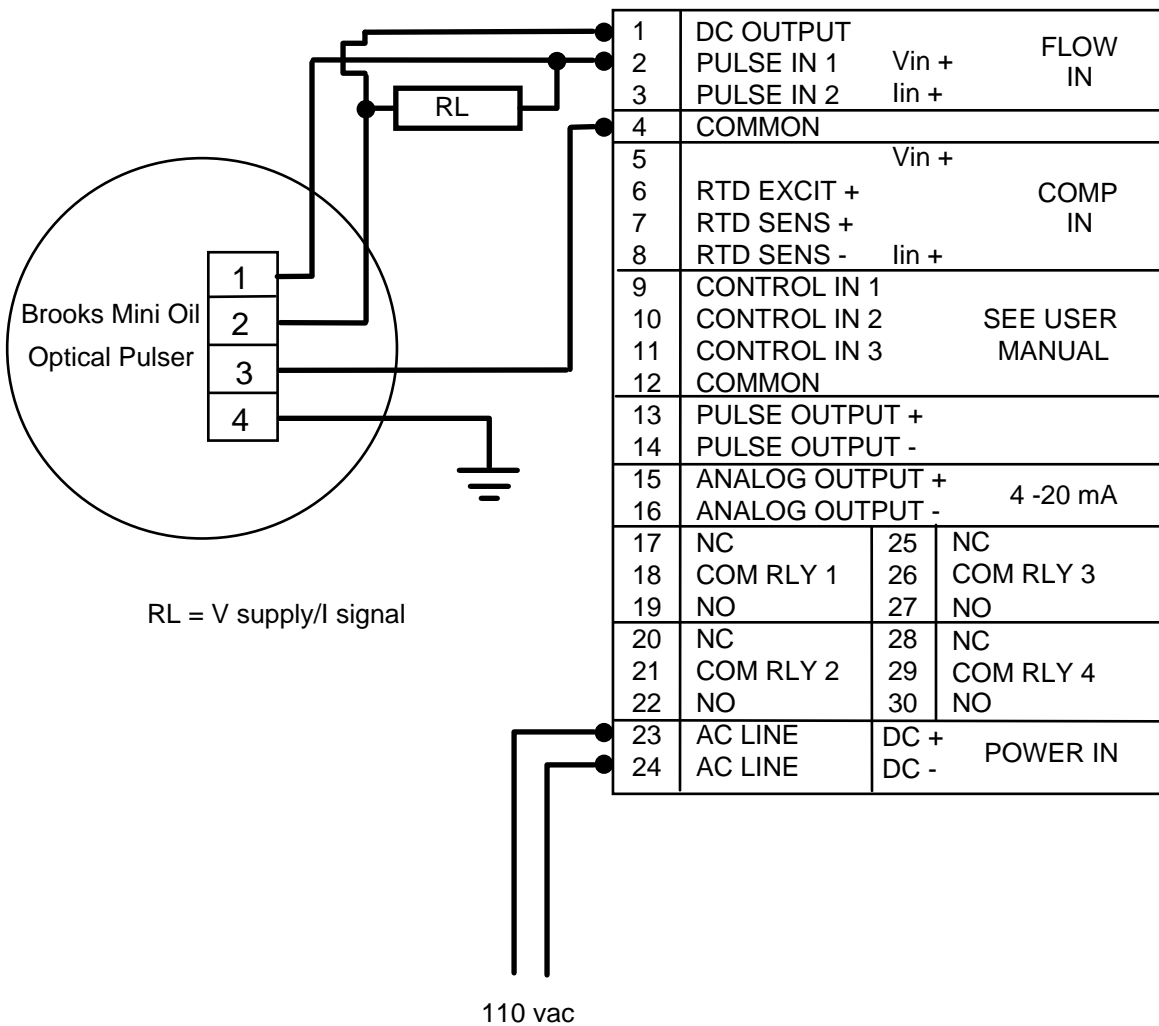 1 DC OUTPUT
2 PULSE IN 1 Vin +
3 PULSE IN 2 Iin +
FLOW
IN
4 COMMON
5 Vin +
6 RTD EXCIT +
7 RTD SENS +
8 RTD SENS - Iin +
COMP
IN
9 CONTROL IN 1
10 CONTROL IN 2
11 CONTROL IN 3
12 COMMON
SEE USER
MANUAL
13 PULSE OUTPUT +
14 PULSE OUTPUT -
15 ANALOG OUTPUT +
16 ANALOG OUTPUT -
4 -20 mA
17 NC 25 NC
18 COM RLY 1 26 COM RLY 3
19 NO 27 NO
20 NC 28 NC
21 COM RLY 2 29 COM RLY 4
22 NO 30 NO
23 AC LINE DC +
24 AC LINE DC -
POWER IN
RL
Brooks Mini Oil
Optical Pulser
1
2
3
4
RL = V supply/I signal
110 vac